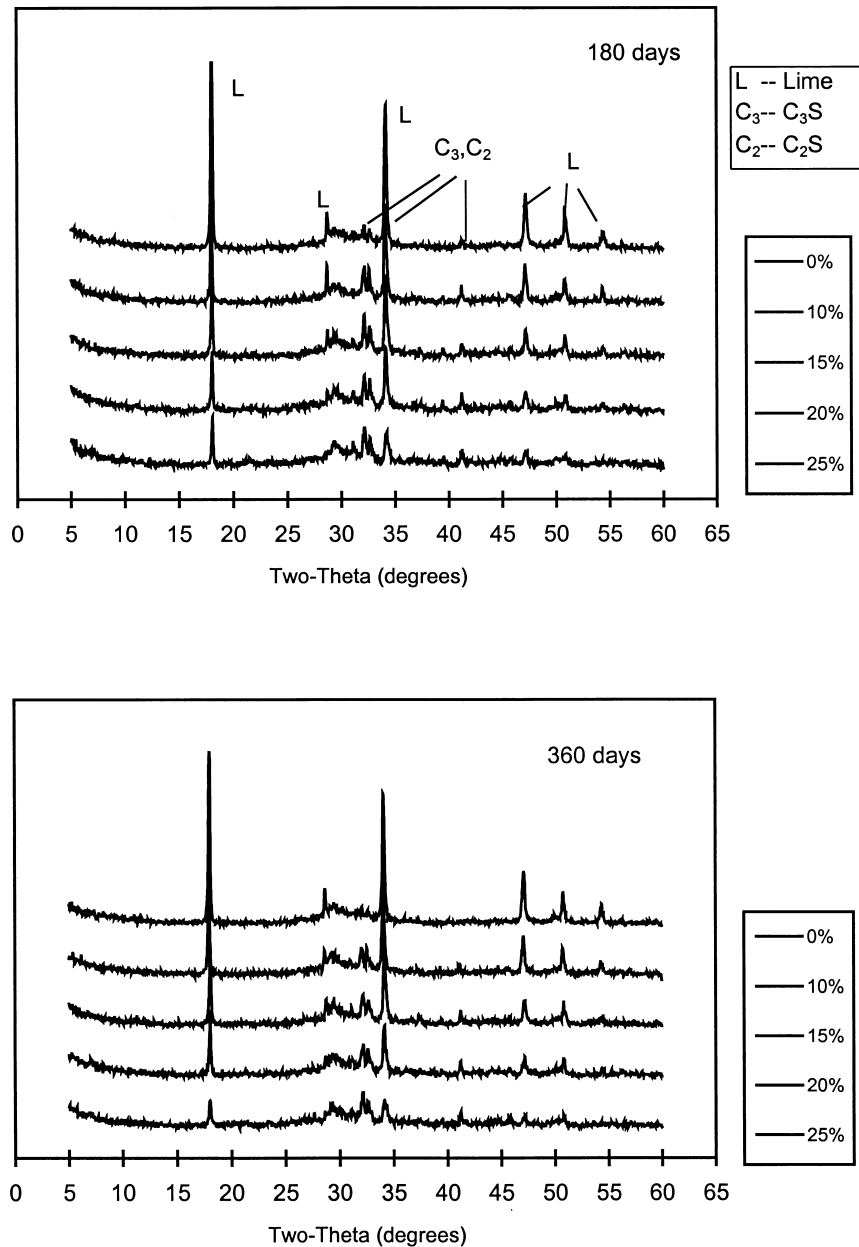 180 days
L -- Lime
C₃-- C₃S
C₂-- C₂S
L
L
C₃,C₂
L
L
0%
10%
15%
20%
25%
0 5 10 15 20 25 30 35 40 45 50 55 60 65
Two-Theta (degrees)
360 days
0%
10%
15%
20%
25%
0 5 10 15 20 25 30 35 40 45 50 55 60 65
Two-Theta (degrees)